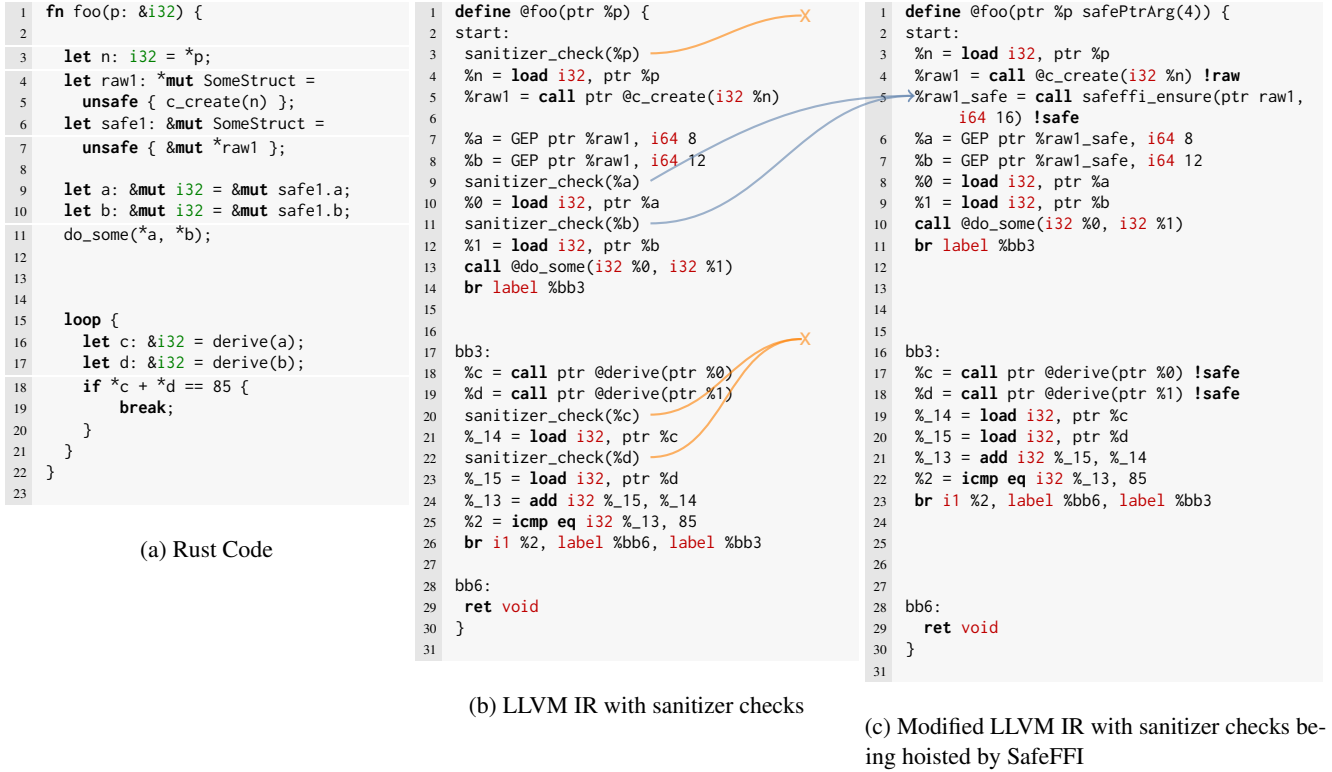 1 fn foo(p: &i32) {
2
3 let n: i32 = *p;
4 let raw1: *mut SomeStruct =
5 unsafe { c_create(n) };
6 let safe1: &mut SomeStruct =
7 unsafe { &mut *raw1 };
8
9 let a: &mut i32 = &mut safe1.a;
10 let b: &mut i32 = &mut safe1.b;
11 do_some(*a, *b);
12
13
14
15 loop {
16 let c: &i32 = derive(a);
17 let d: &i32 = derive(b);
18 if *c + *d == 85 {
19 break;
20 }
21 }
22 }
23
(a) Rust Code
1 define @foo(ptr %p) {
2 start:
3 sanitizer_check(%p)
4 %n = load i32, ptr %p
5 %raw1 = call ptr @c_create(i32 %n)
6
7 %a = GEP ptr %raw1, i64 8
8 %b = GEP ptr %raw1, i64 12
9 sanitizer_check(%a)
10 %0 = load i32, ptr %a
11 sanitizer_check(%b)
12 %1 = load i32, ptr %b
13 call @do_some(i32 %0, i32 %1)
14 br label %bb3
15
16
17 bb3:
18 %c = call ptr @derive(ptr %0)
19 %d = call ptr @derive(ptr %1)
20 sanitizer_check(%c)
21 %_14 = load i32, ptr %c
22 sanitizer_check(%d)
23 %_15 = load i32, ptr %d
24 %_13 = add i32 %_15, %_14
25 %2 = icmp eq i32 %_13, 85
26 br i1 %2, label %bb6, label %bb3
27
28 bb6:
29 ret void
30 }
31
(b) LLVM IR with sanitizer checks
1 define @foo(ptr %p safePtrArg(4)) {
2 start:
3 %n = load i32, ptr %p
4 %raw1 = call @c_create(i32 %n) !raw
5 %raw1_safe = call safeffi_ensure(ptr raw1,
i64 16) !safe
6 %a = GEP ptr %raw1_safe, i64 8
7 %b = GEP ptr %raw1_safe, i64 12
8 %0 = load i32, ptr %a
9 %1 = load i32, ptr %b
10 call @do_some(i32 %0, i32 %1)
11 br label %bb3
12
13
14
15
16 bb3:
17 %c = call ptr @derive(ptr %0) !safe
18 %d = call ptr @derive(ptr %1) !safe
19 %_14 = load i32, ptr %c
20 %_15 = load i32, ptr %d
21 %_13 = add i32 %_15, %_14
22 %2 = icmp eq i32 %_13, 85
23 br i1 %2, label %bb6, label %bb3
24
25
26
27
28 bb6:
29 ret void
30 }
31
(c) Modified LLVM IR with sanitizer checks be-
ing hoisted by SafeFFI